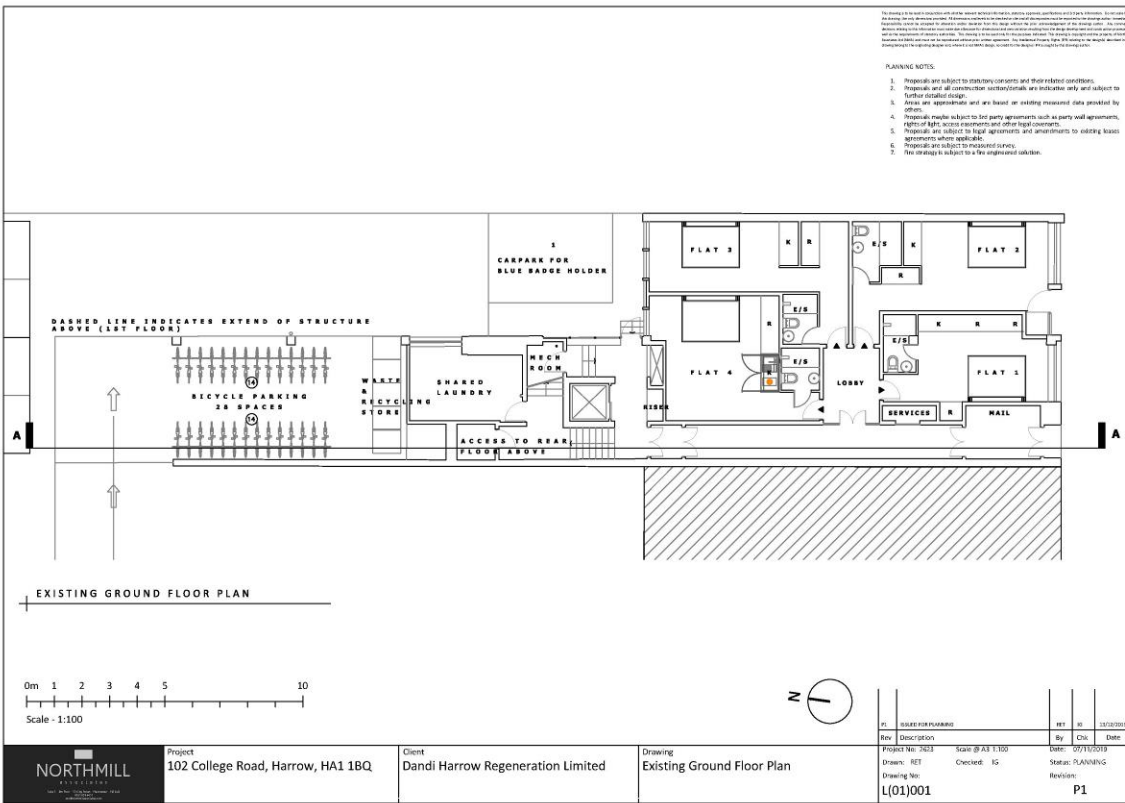 PLANNING NOTES:
1. Proposals are subject to statutory consents and their related conditions.
2. Proposals and all construction section/details are indicative only and subject to
further detailed design.
3. Areas are approximate and are based on existing measured data provided by
others.
4. Proposals maybe subject to 3rd party agreements such as party wall agreements,
rights of light, access easements and other legal covenants.
5. Proposals are subject to legal agreements and amendments to existing leases
agreements where applicable.
6. Proposals are subject to measured survey.
7. Fire strategy is subject to a fire engineered solution.
1
CARPARK FOR
BLUE BADGE HOLDER
FLAT 3
K
R
E/S
K
R
FLAT 2
DASHED LINE INDICATES EXTEND OF STRUCTURE
ABOVE (1ST FLOOR)
14
BICYCLE PARKING
28 SPACES
14
WASTE
&
RECYCLING
STORE
SHARED
LAUNDRY
MECH
ROOM
ACCESS TO REAR
FLOOR ABOVE
RISER
FLAT 4
R
E/S
E/S
R
LOBBY
E/S
K
R
R
FLAT 1
SERVICES
R
MAIL
A
A
EXISTING GROUND FLOOR PLAN
0m 1 2 3 4 5 10
Scale - 1:100
N
P1 ISSUED FOR PLANNING RET IG
Rev Description By Chk Date
NORTHMILL
ASSOCIATES
Project
102 College Road, Harrow, HA1 1BQ
Client
Dandi Harrow Regeneration Limited
Drawing
Existing Ground Floor Plan
Project No: 2623 Scale @ A3 1:100 Date: 07/11/2019
Drawn: RET Checked: IG Status: PLANNING
Drawing No: Revision:
L(01)001 P1